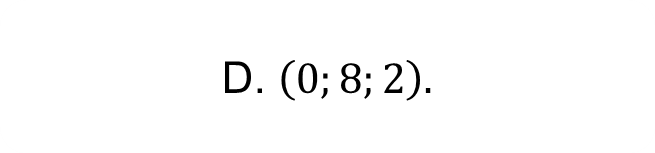 D. (0; 8; 2).